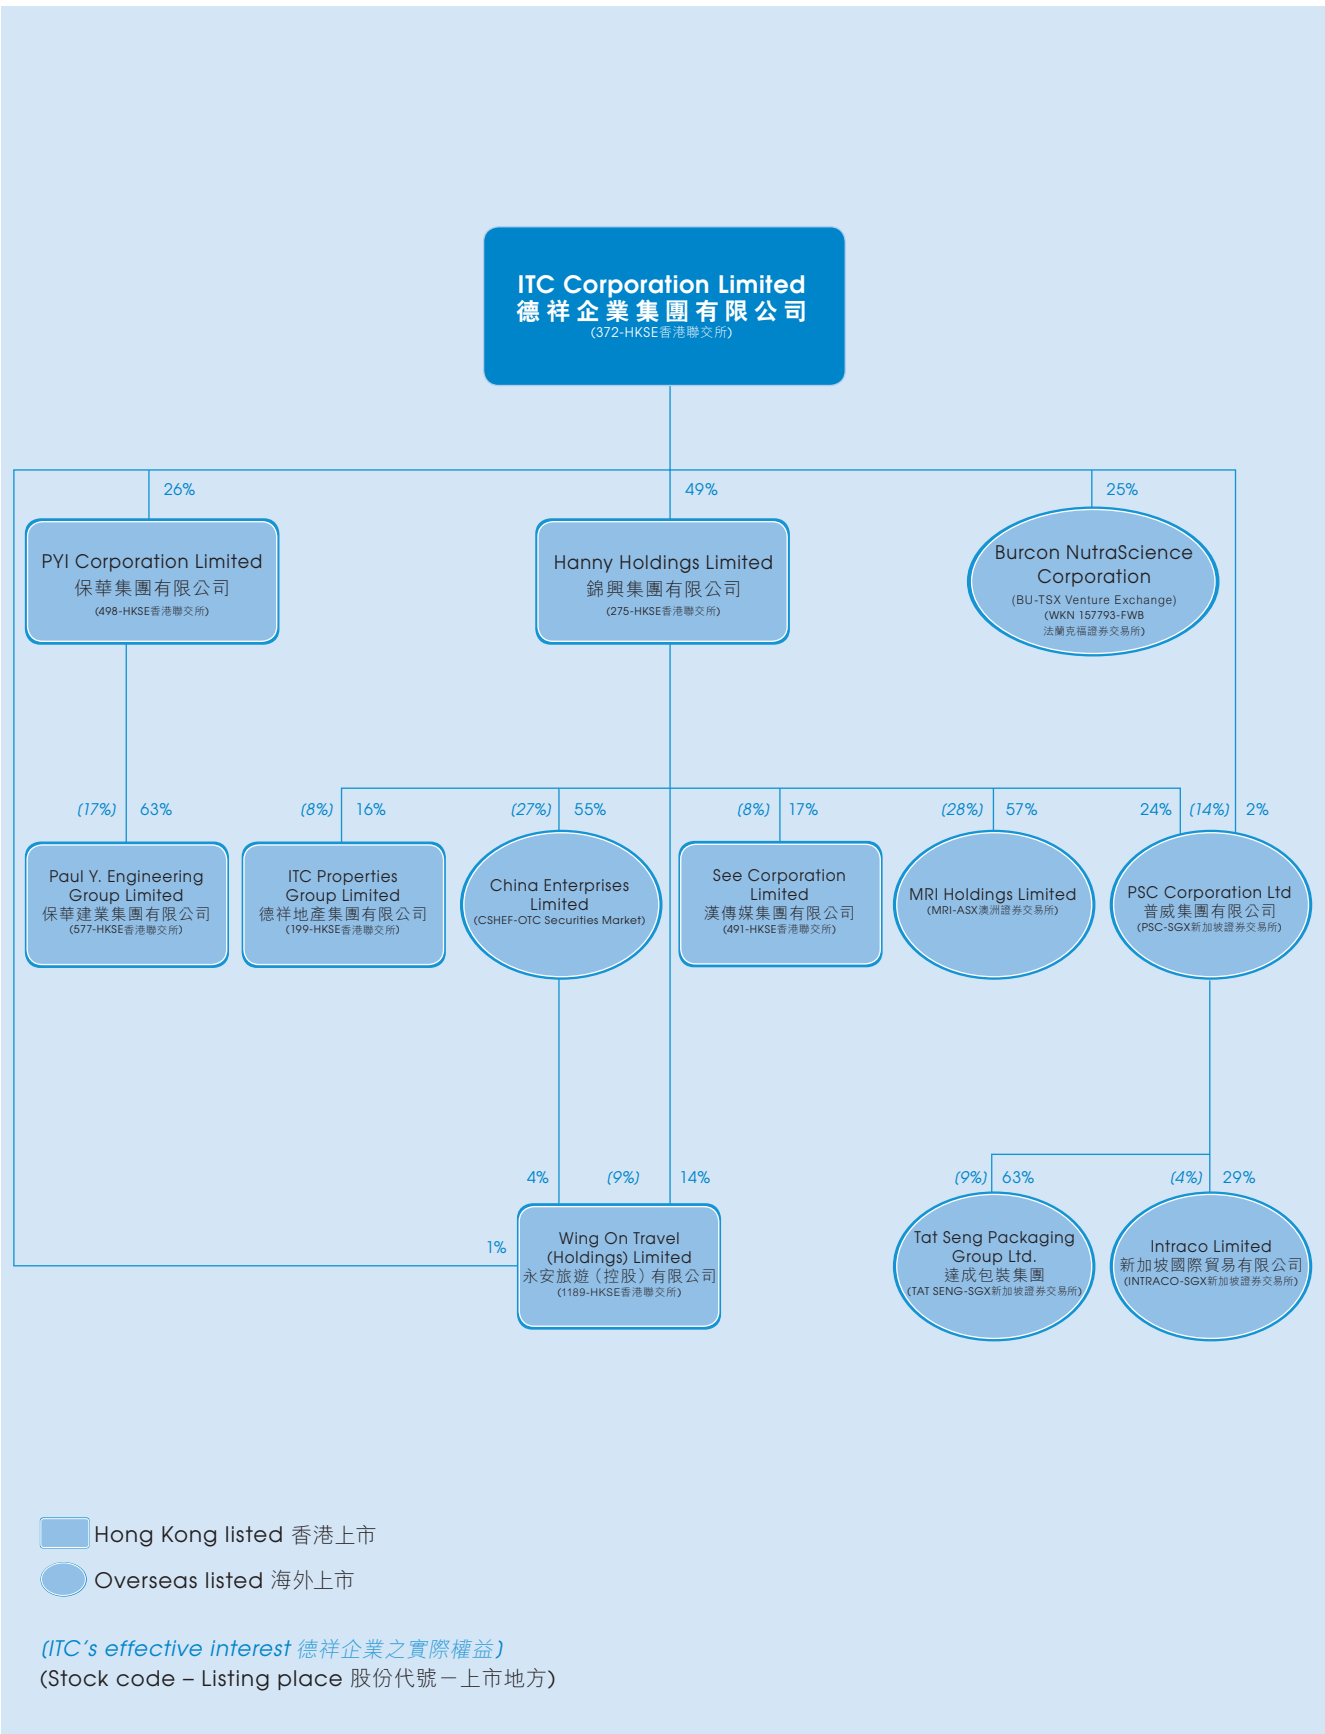 ITC Corporation Limited
德祥企業集團有限公司
(372-HKSE香港聯交所)
26%
49%
25%
PYI Corporation Limited
保華集團有限公司
(498-HKSE香港聯交所)
Hanny Holdings Limited
錦興集團有限公司
(275-HKSE香港聯交所)
Burcon NutraScience
Corporation
(BU-TSX Venture Exchange)
(WKN 157793-FWB
法蘭克福證券交易所)
(17%) 63%
(8%) 16%
(27%) 55%
(8%) 17%
(28%) 57%
24% (14%) 2%
Paul Y. Engineering
Group Limited
保華建業集團有限公司
(577-HKSE香港聯交所)
ITC Properties
Group Limited
德祥地產集團有限公司
(199-HKSE香港聯交所)
China Enterprises
Limited
(CSHEF-OTC Securities Market)
See Corporation
Limited
漢傳媒集團有限公司
(491-HKSE香港聯交所)
MRI Holdings Limited
(MRI-ASX澳洲證券交易所)
PSC Corporation Ltd
普威集團有限公司
(PSC-SGX新加坡證券交易所)
4% (9%) 14%
(9%) 63%
(4%) 29%
1%
Wing On Travel
(Holdings) Limited
永安旅遊（控股）有限公司
(1189-HKSE香港聯交所)
Tat Seng Packaging
Group Ltd.
達成包裝集團
(TAT SENG-SGX新加坡證券交易所)
Intraco Limited
新加坡國際貿易有限公司
(INTRACO-SGX新加坡證券交易所)
Hong Kong listed 香港上市
Overseas listed 海外上市
(ITC's effective interest 德祥企業之實際權益)
(Stock code – Listing place 股份代號－上市地方)